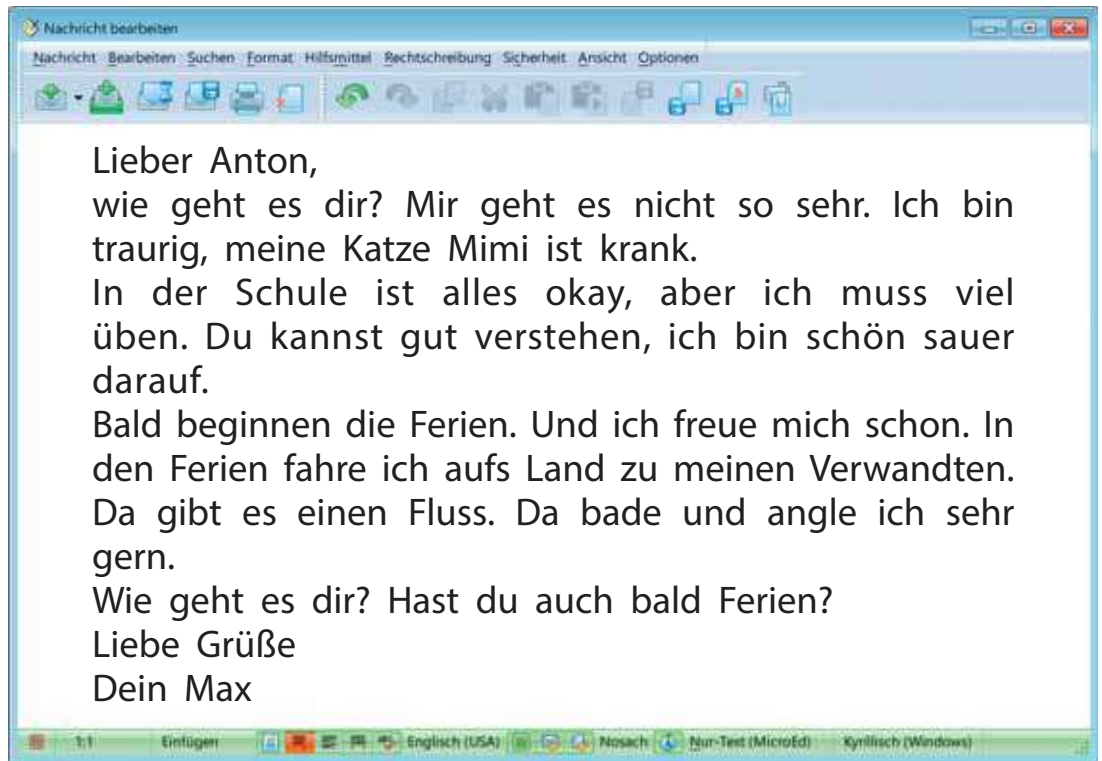 Nachricht bearbeiten
Nachricht Bearbeiten Suchen Format Hilfsmittel Rechtschreibung Sicherheit Ansicht Optionen
Lieber Anton,
wie geht es dir? Mir geht es nicht so sehr. Ich bin
traurig, meine Katze Mimi ist krank.
In der Schule ist alles okay, aber ich muss viel
üben. Du kannst gut verstehen, ich bin schön sauer
darauf.
Bald beginnen die Ferien. Und ich freue mich schon. In
den Ferien fahre ich aufs Land zu meinen Verwandten.
Da gibt es einen Fluss. Da bade und angle ich sehr
gern.
Wie geht es dir? Hast du auch bald Ferien?
Liebe Grüße
Dein Max
1:1 Einfügen Englisch (USA) Nosach Nur-Text (MicroEd) Kyrillisch (Windows)